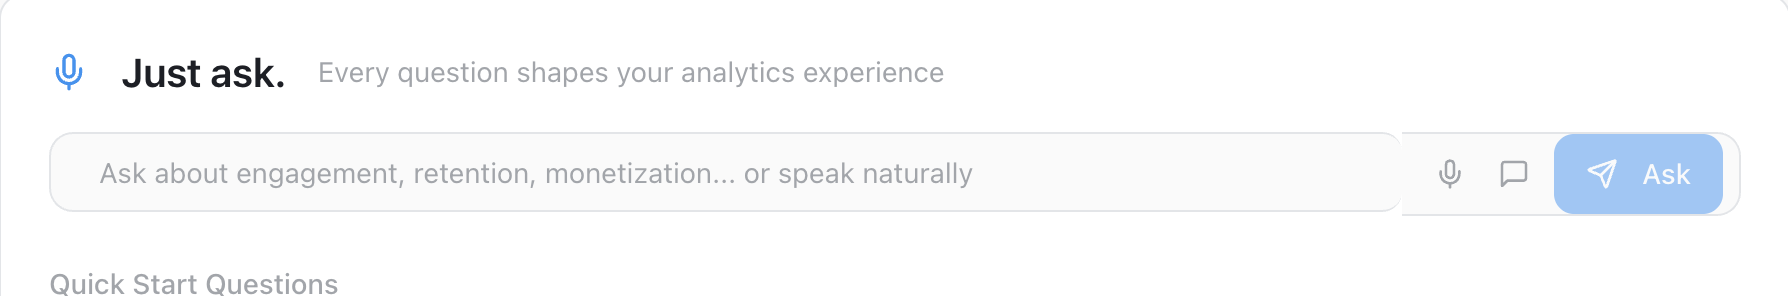 Just ask. Every question shapes your analytics experience
Ask about engagement, retention, monetization... or speak naturally
Ask
Quick Start Questions